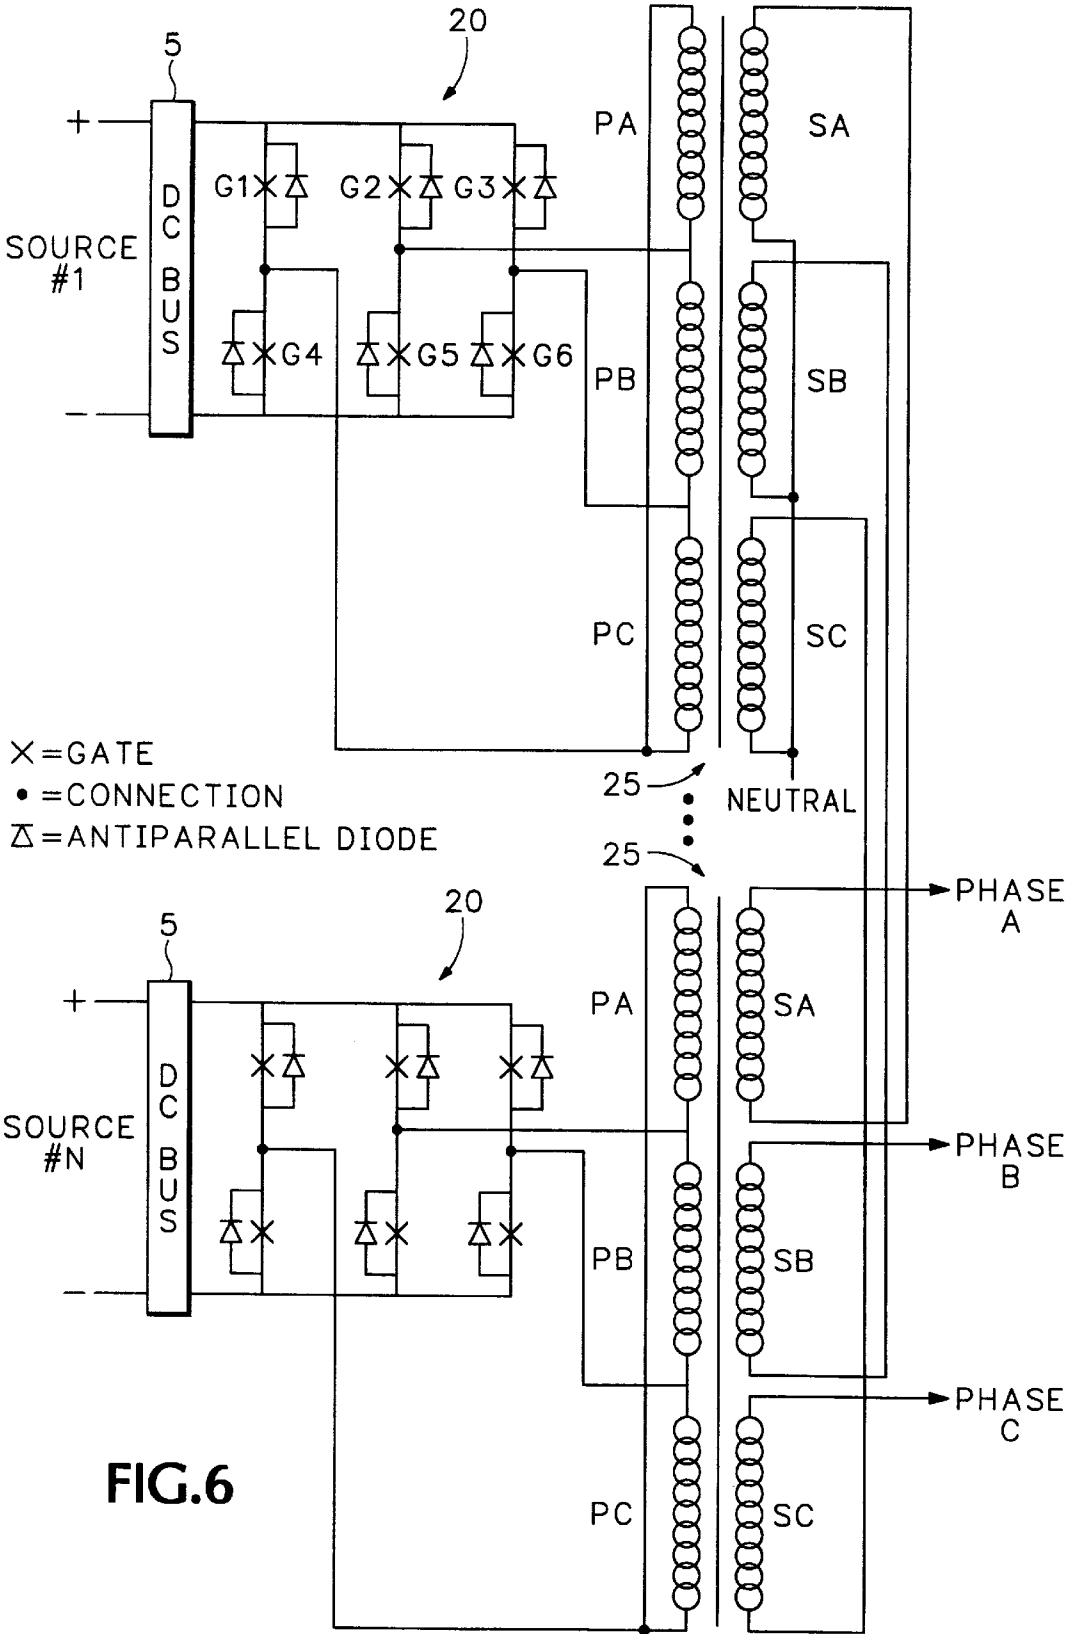 20
5
PA
SA
+
G1
G2
G3
DC BUS
SOURCE
#1
G4
G5
G6
PB
SB
−
PC
SC
× =GATE
• =CONNECTION
=ANTIPARALLEL DIODE
25
NEUTRAL
25
PHASE
A
20
5
+
PA
SA
DC BUS
SOURCE
#N
PHASE
B
PB
SB
−
PHASE
C
FIG.6
PC
SC